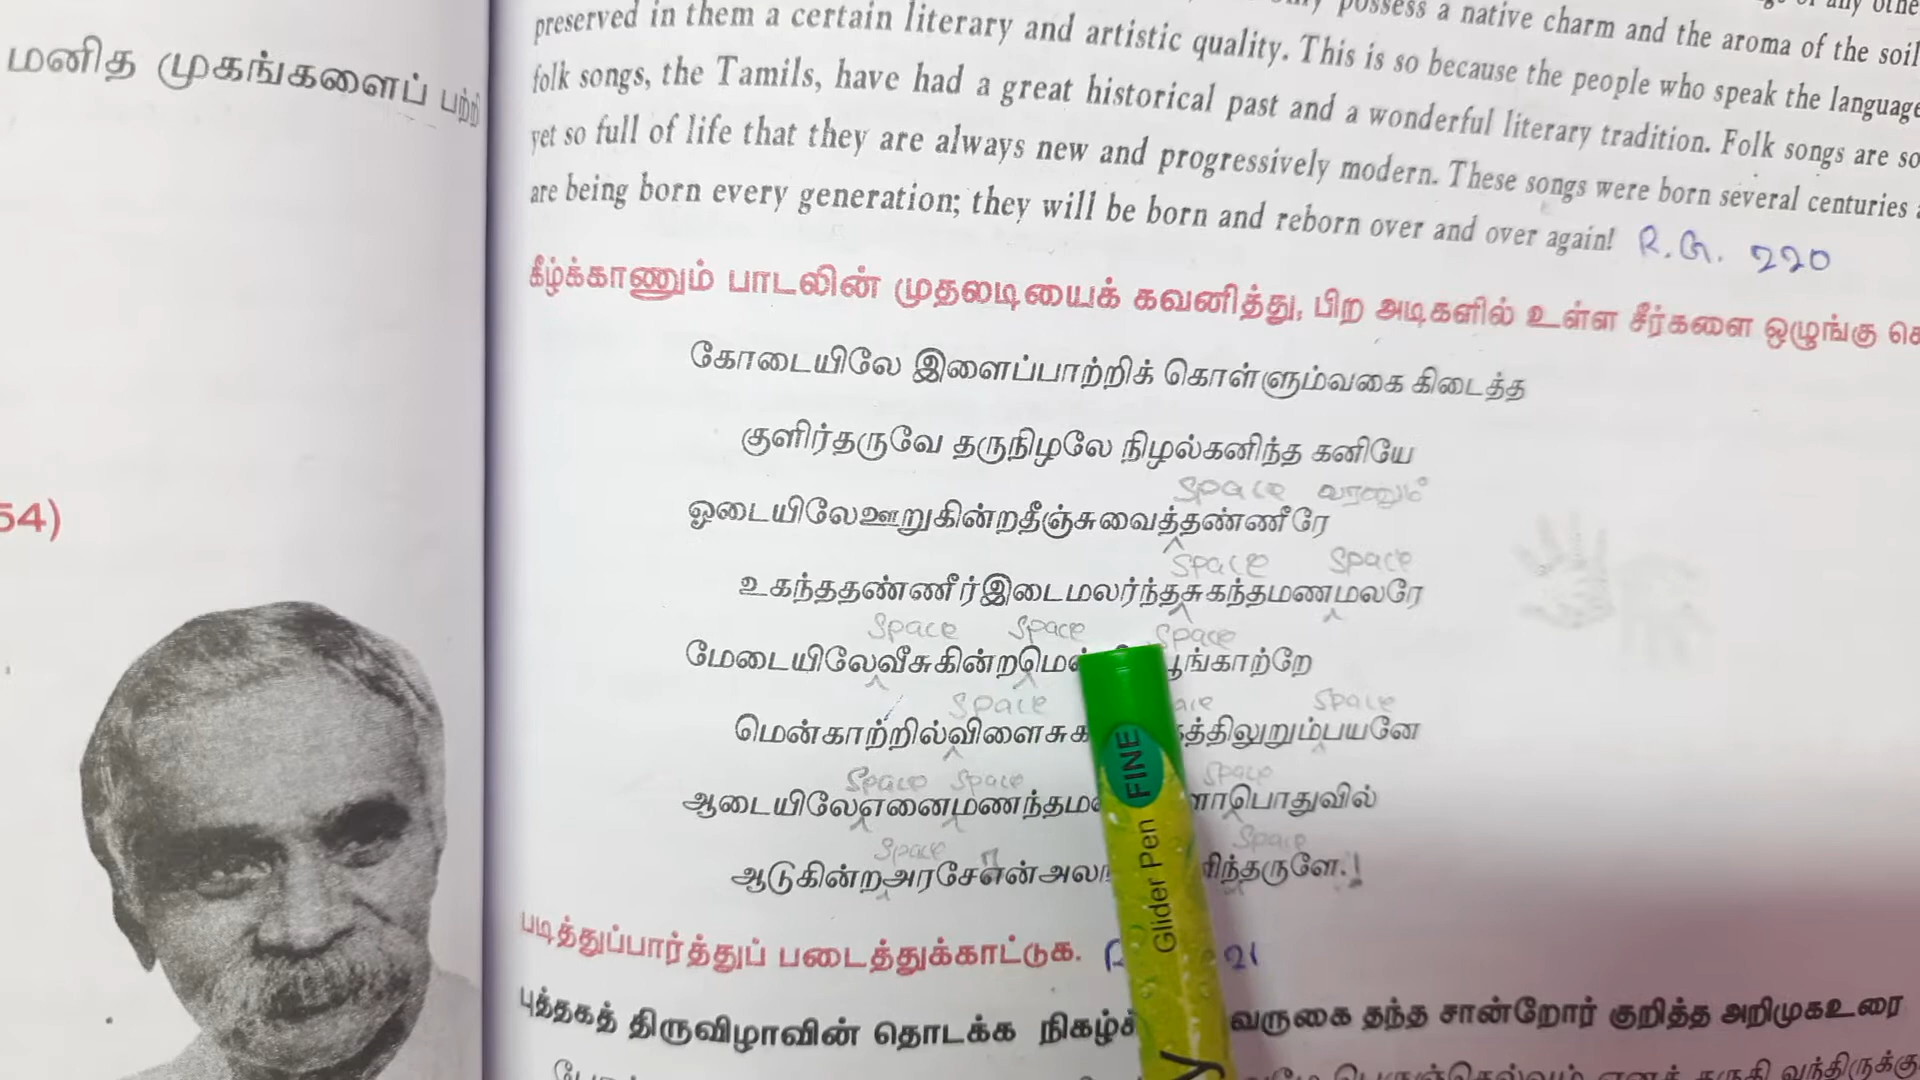 மனித முகங்களைப் பற்றி
54)
possess a native charm and the aroma of the soil
preserved in them a certain literary and artistic quality. This is so because the people who speak the language
folk songs, the Tamils, have had a great historical past and a wonderful literary tradition. Folk songs are so
yet so full of life that they are always new and progressively modern. These songs were born several centuries
are being born every generation; they will be born and reborn over and over again! R.G. 220
கீழ்க்காணும் பாடலின் முதலடியைக் கவனித்து, பிற அடிகளில் உள்ள சீர்களை ஒழுங்கு செ
கோடையிலே இளைப்பாற்றிக் கொள்ளும்வகை கிடைத்த
குளிர்தருவே தருநிழலே நிழல்கனிந்த கனியே
space வரணும்
ஓடையிலேஊறுகின்றதீஞ்சுவைத்தண்ணீரே
space space
உகந்ததண்ணீர்இடைமலர்ந்தசுகந்தமணமலரே
space space space
மேடையிலேவீசுகின்றமெல் பூங்காற்றே
space space
மென்காற்றில்விளைசுக த்திலுறும்பயனே
space space space
ஆடையிலேஎனைமணந்தம பொதுவில்
space space
ஆடுகின்றஅரசேஎன்அல ந்தருளே.!
படித்துப்பார்த்துப் படைத்துக்காட்டுக. 21
புத்தகத் திருவிழாவின் தொடக்க நிகழ்ச் வருகை தந்த சான்றோர் குறித்த அறிமுகஉரை
Glider Pen FINE